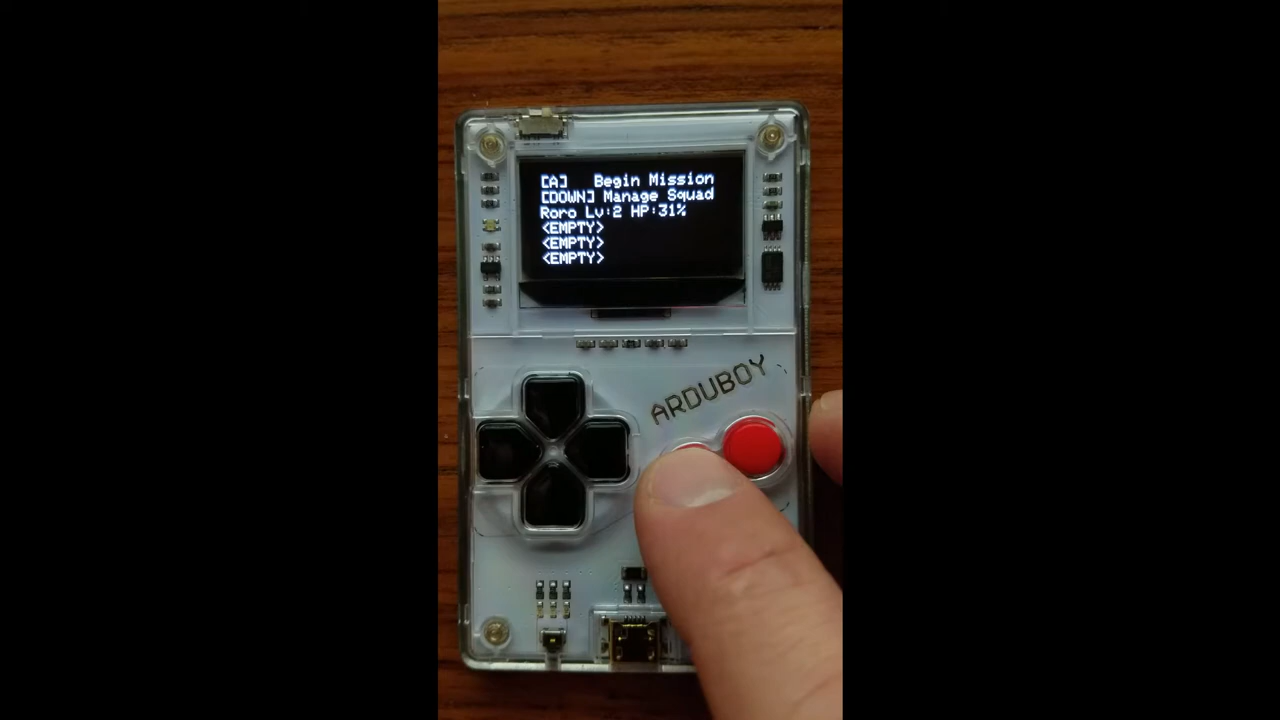 [A]   Begin Mission
[DOWN] Manage Squad
Roro Lv:2 HP:31%
<EMPTY>
<EMPTY>
<EMPTY>
ARDUBOY